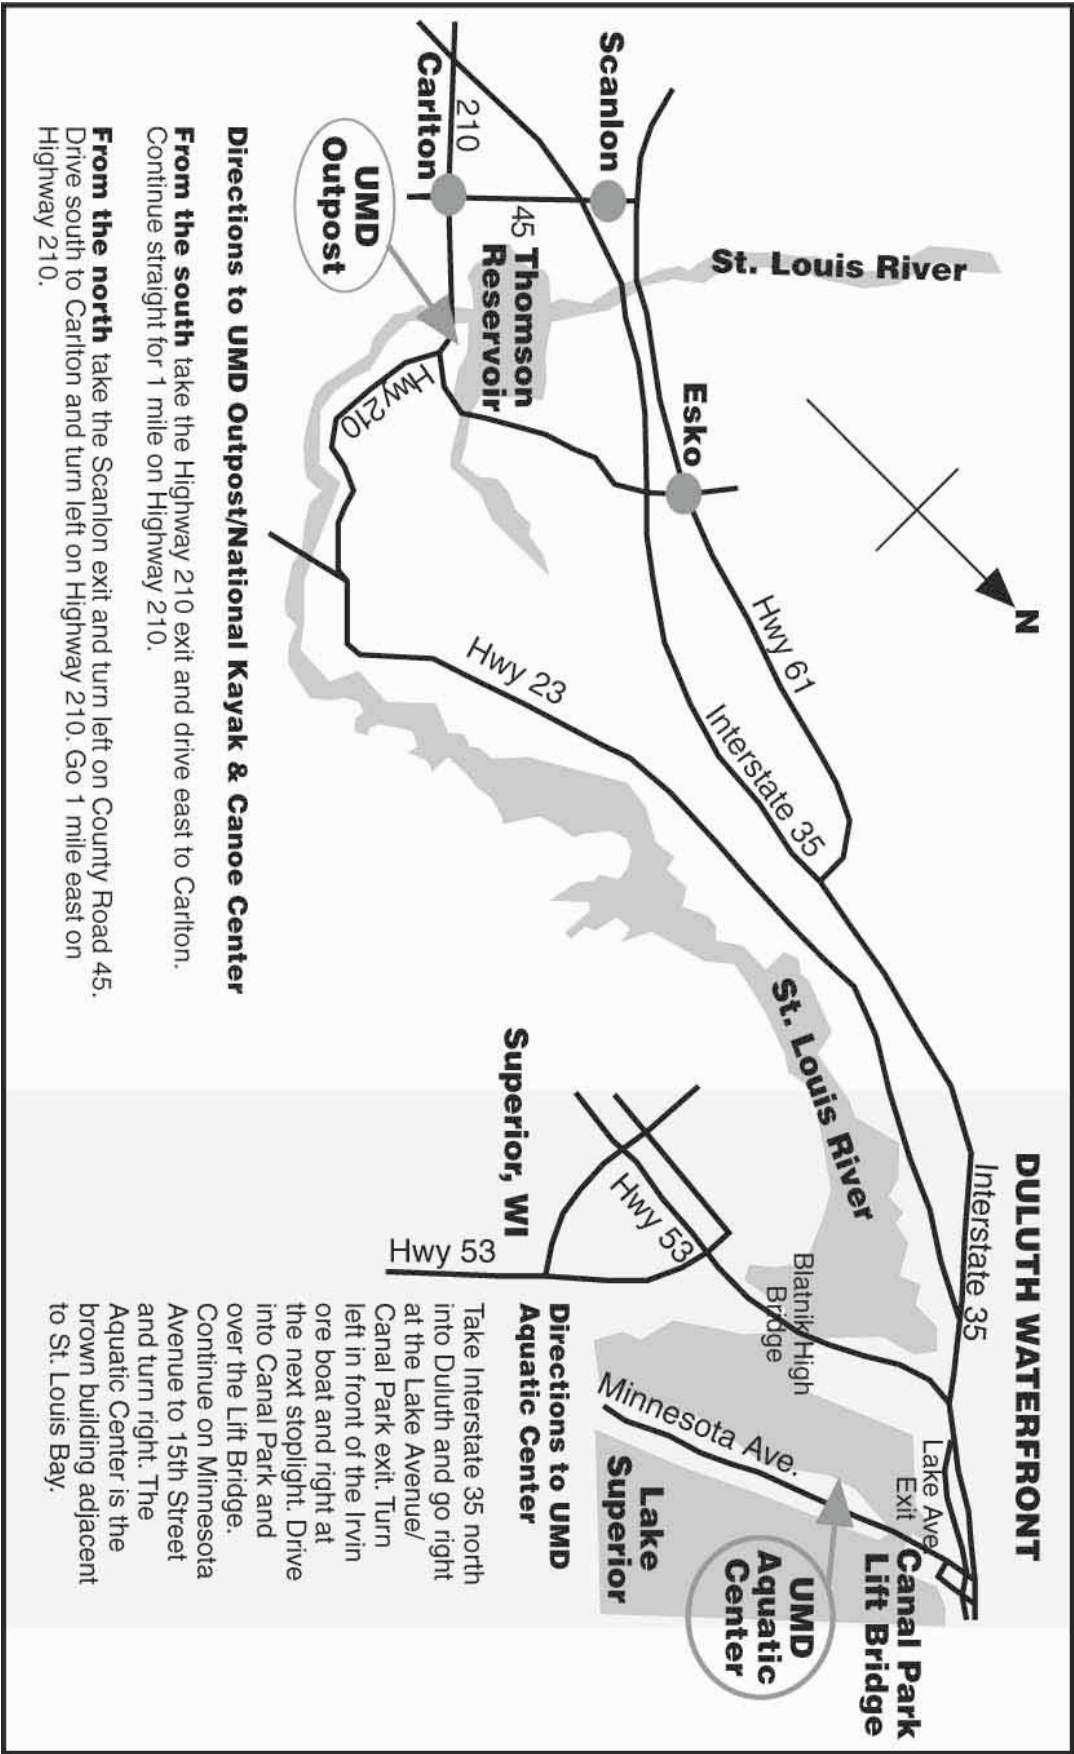 DULUTH WATERFRONT
N
Scanlon
St. Louis River
Esko
Hwy 61
Interstate 35
Interstate 35
Carlton
210
45
Thomson
Reservoir
Hwy210
Hwy 23
UMD
Outpost
St. Louis River
Superior, WI
Hwy 53
Hwy 53
Blatnik High
Bridge
Lake Ave.
Exit
Canal Park
Lift Bridge
Minnesota Ave.
Lake
Superior
UMD
Aquatic
Center
Directions to UMD Outpost/National Kayak & Canoe Center
From the south take the Highway 210 exit and drive east to Carlton.
Continue straight for 1 mile on Highway 210.
From the north take the Scanlon exit and turn left on County Road 45.
Drive south to Carlton and turn left on Highway 210. Go 1 mile east on
Highway 210.
Directions to UMD
Aquatic Center
Take Interstate 35 north
into Duluth and go right
at the Lake Avenue/
Canal Park exit. Turn
left in front of the Irvin
ore boat and right at
the next stoplight. Drive
into Canal Park and
over the Lift Bridge.
Continue on Minnesota
Avenue to 15th Street
and turn right. The
Aquatic Center is the
brown building adjacent
to St. Louis Bay.